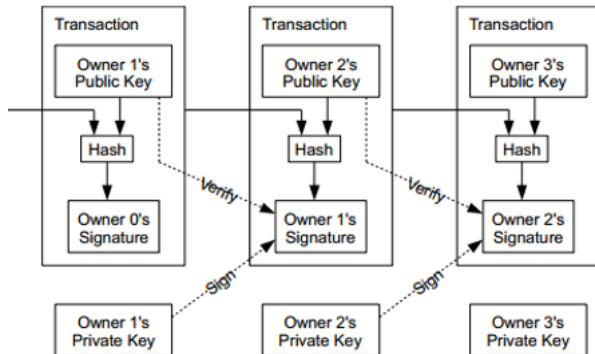 Transaction
Transaction
Transaction
Owner 1's
Public Key
Owner 2's
Public Key
Owner 3's
Public Key
Hash
Hash
Hash
Verify
Verify
Owner 0's
Signature
Owner 1's
Signature
Owner 2's
Signature
Sign
Sign
Owner 1's
Private Key
Owner 2's
Private Key
Owner 3's
Private Key